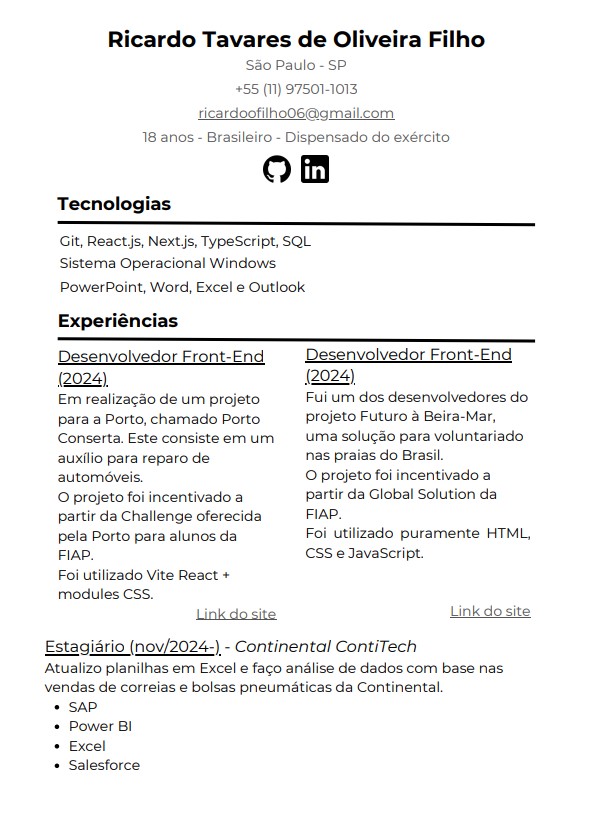 Ricardo Tavares de Oliveira Filho
São Paulo - SP
+55 (11) 97501-1013
ricardoofilho06@gmail.com
18 anos - Brasileiro - Dispensado do exército
in
Tecnologias
Git, React.js, Next.js, TypeScript, SQL
Sistema Operacional Windows
PowerPoint, Word, Excel e Outlook
Experiências
Desenvolvedor Front-End
(2024)
Em realização de um projeto
para a Porto, chamado Porto
Conserta. Este consiste em um
auxílio para reparo de
automóveis.
O projeto foi incentivado a
partir da Challenge oferecida
pela Porto para alunos da
FIAP.
Foi utilizado Vite React +
modules CSS.
Link do site
Desenvolvedor Front-End
(2024)
Fui um dos desenvolvedores do
projeto Futuro à Beira-Mar,
uma solução para voluntariado
nas praias do Brasil.
O projeto foi incentivado a
partir da Global Solution da
FIAP.
Foi utilizado puramente HTML,
CSS e JavaScript.
Link do site
Estagiário (nov/2024-) - Continental ContiTech
Atualizo planilhas em Excel e faço análise de dados com base nas
vendas de correias e bolsas pneumáticas da Continental.
• SAP
• Power BI
• Excel
• Salesforce